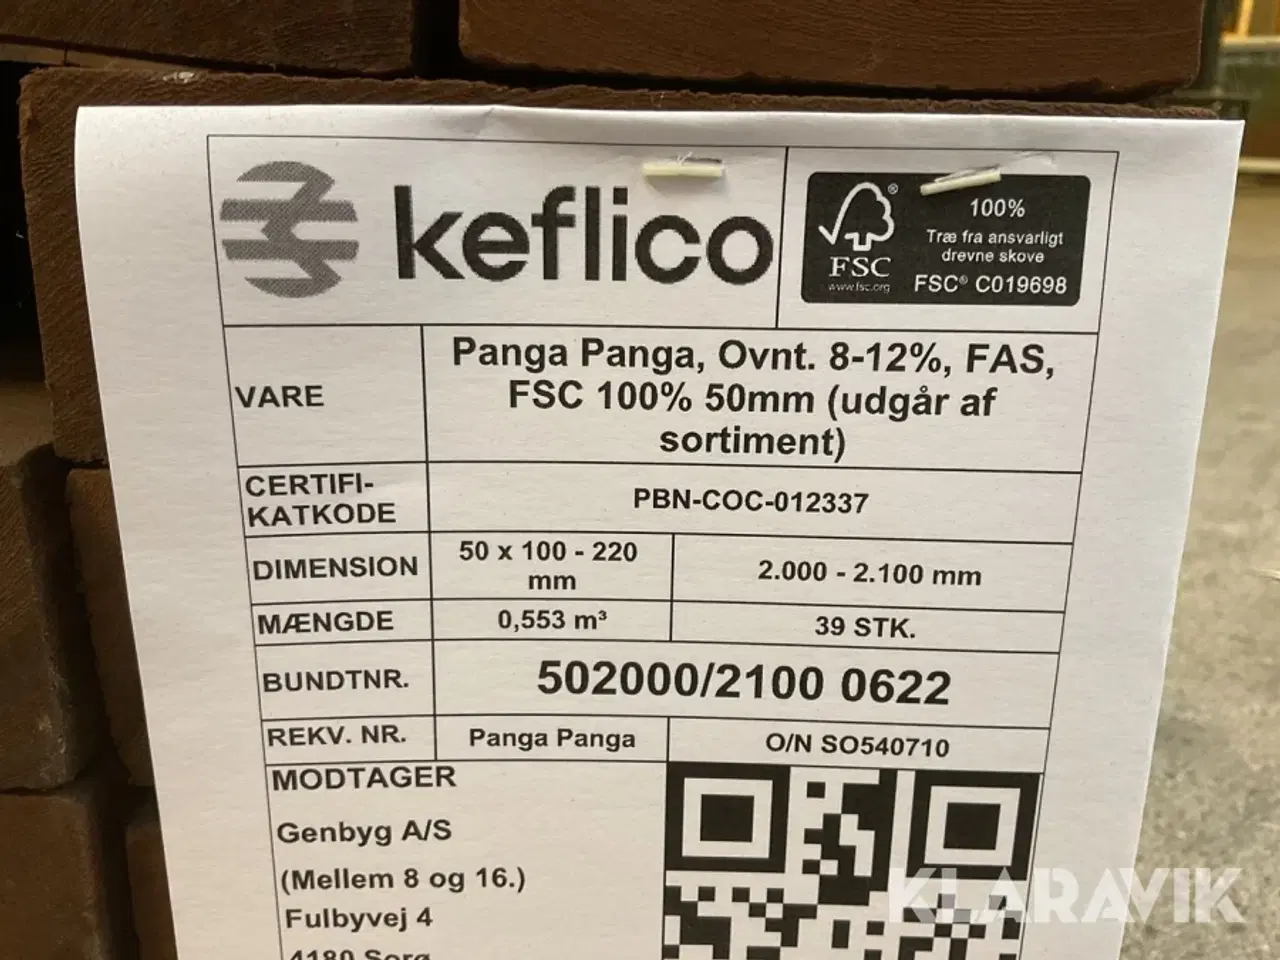 keflico
FSC®
www.fsc.org
100%
Træ fra ansvarligt
drevne skove
FSC® C019698
VARE
Panga Panga, Ovnt. 8-12%, FAS,
FSC 100% 50mm (udgår af
sortiment)
CERTIFI-
KATKODE
PBN-COC-012337
DIMENSION
50 x 100 - 220
mm
2.000 - 2.100 mm
MÆNGDE
0,553 m³
39 STK.
BUNDTNR.
502000/2100 0622
REKV. NR.
Panga Panga
O/N SO540710
MODTAGER
Genbyg A/S
(Mellem 8 og 16.)
Fulbyvej 4
4180 Sorø
KLARAVIK